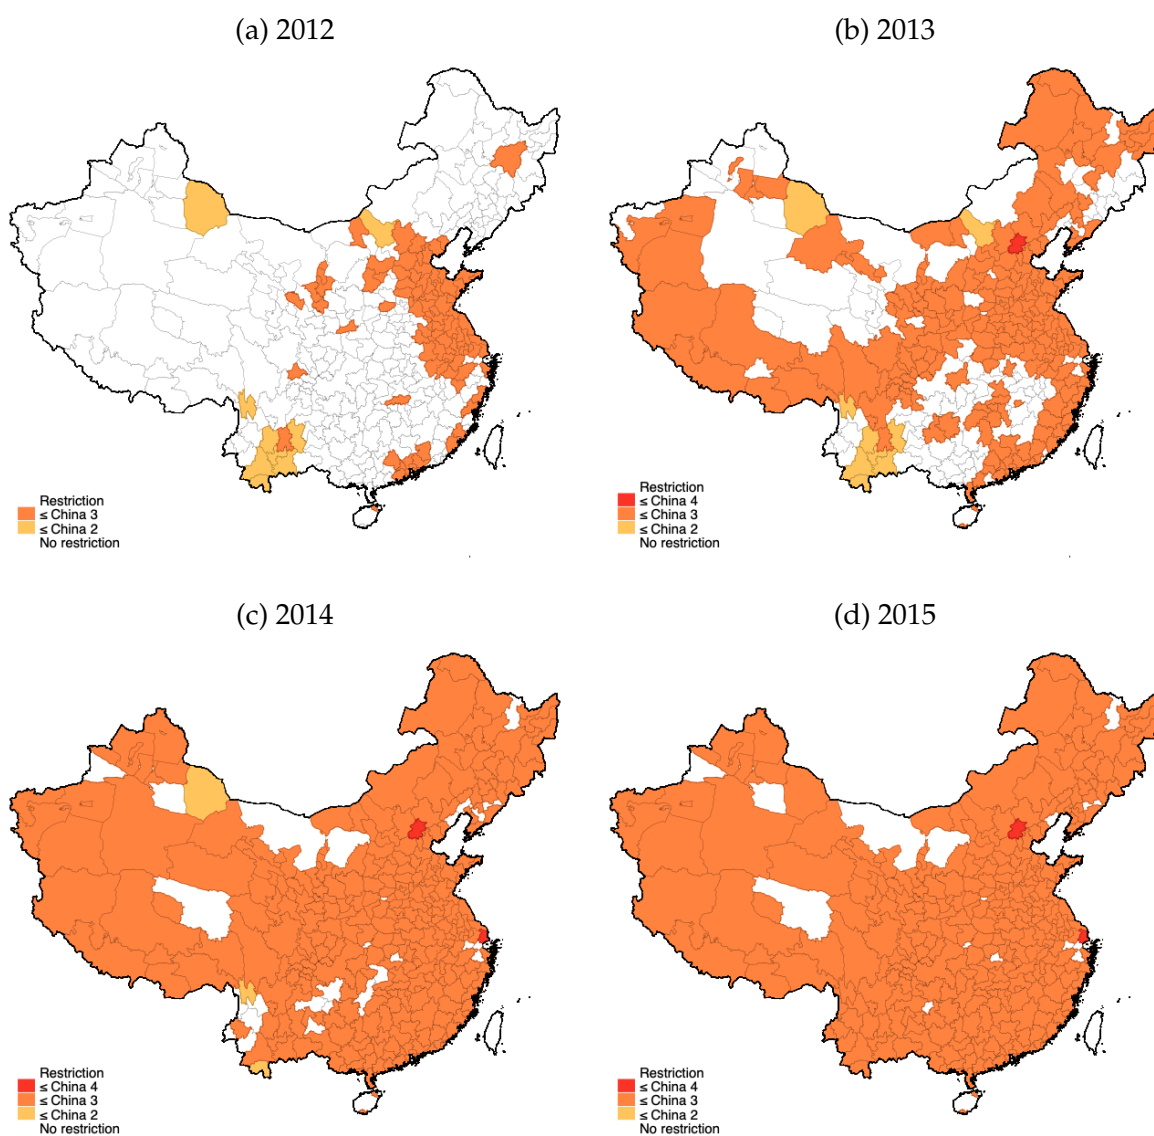 (a) 2012
(b) 2013
Restriction
≤ China 3
≤ China 2
No restriction
Restriction
≤ China 4
≤ China 3
≤ China 2
No restriction
(c) 2014
(d) 2015
Restriction
≤ China 4
≤ China 3
≤ China 2
No restriction
Restriction
≤ China 4
≤ China 3
≤ China 2
No restriction